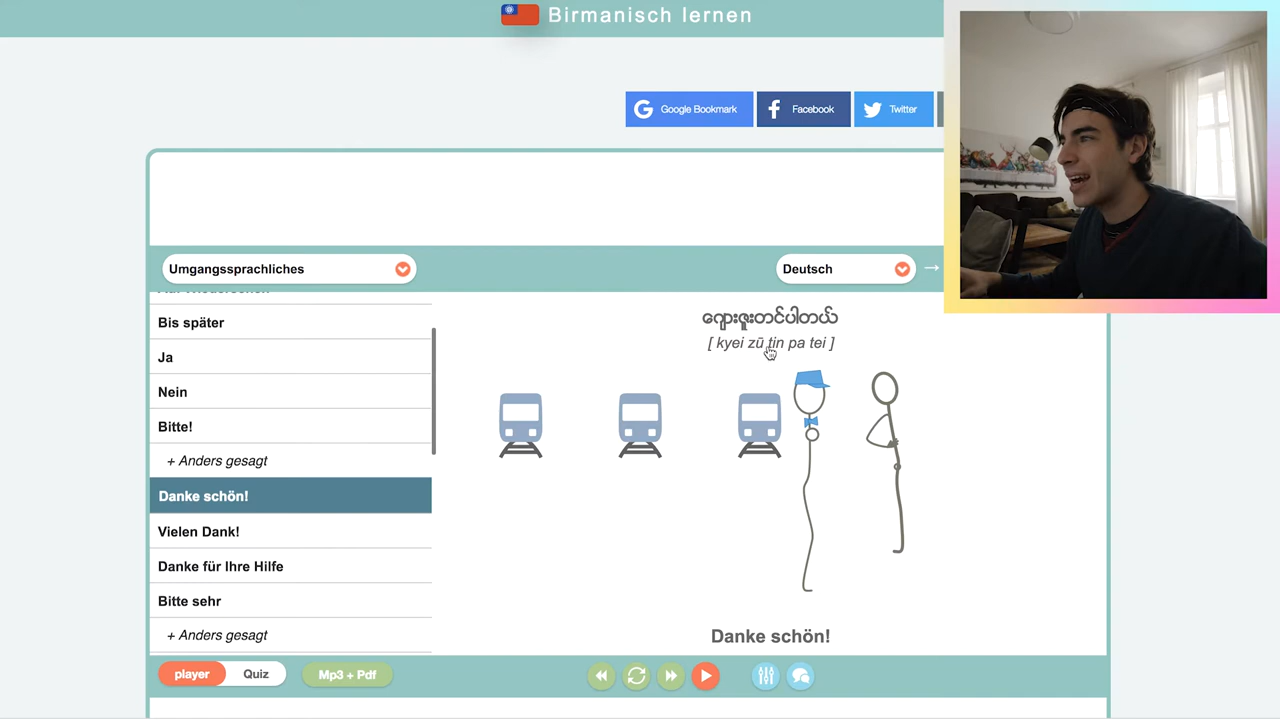 Birmanisch lernen
Google Bookmark
Facebook
Twitter
Umgangssprachliches
Deutsch
→
Bis später
Ja
Nein
Bitte!
+ Anders gesagt
Danke schön!
Vielen Dank!
Danke für Ihre Hilfe
Bitte sehr
+ Anders gesagt
ကျေးဇူးတင်ပါတယ်
[ kyei zū tin pa tei ]
Danke schön!
player
Quiz
Mp3 + Pdf